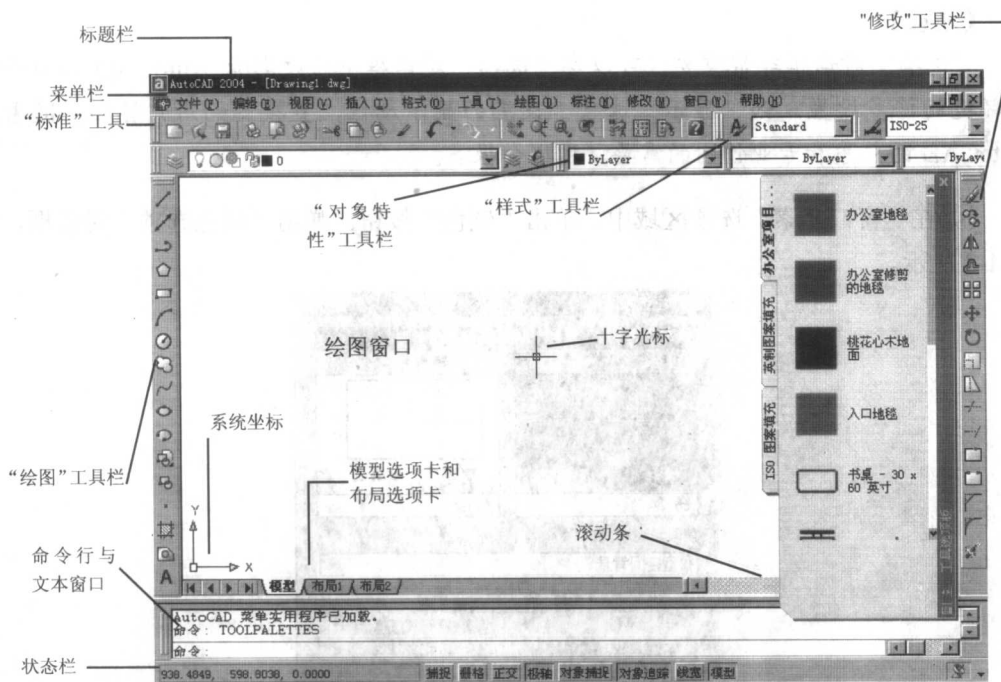 "修改"工具栏
标题栏
AutoCAD 2004 - [Drawing1.dwg]
菜单栏
文件(F) 编辑(E) 视图(V) 插入(I) 格式(O) 工具(T) 绘图(D) 标注(N) 修改(M) 窗口(W) 帮助(H)
“标准”工具
Standard
ISO-25
0
ByLayer
ByLayer
ByLaye
“对象特
性”工具栏
“样式”工具栏
办公室项目...
英制图案填充
ISO 图案填充
办公室地毯
办公室修剪
的地毯
桃花心木地
面
入口地毯
书桌 - 30 x
60 英寸
绘图窗口
十字光标
系统坐标
“绘图”工具栏
模型选项卡和
布局选项卡
滚动条
Y
X
A
命令行与
文本窗口
模型
布局1
布局2
AutoCAD 菜单实用程序已加载。
命令: TOOLPALETTES
命令:
状态栏
938.4049, 598.8038, 0.0000
捕捉 栅格 正交 极轴 对象捕捉 对象追踪 线宽 模型